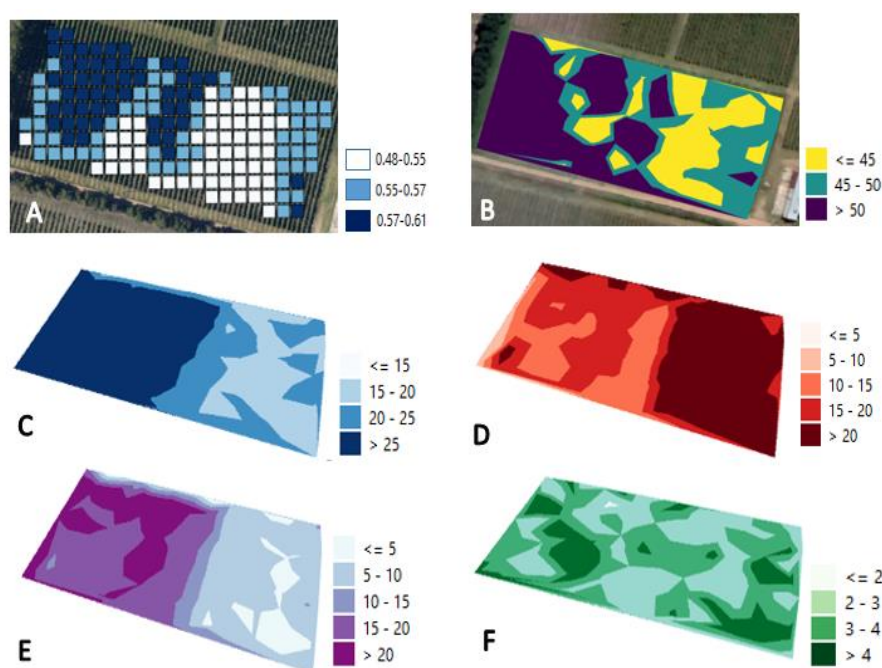 A
0.48-0.55
0.55-0.57
0.57-0.61
B
<= 45
45 - 50
> 50
C
<= 15
15 - 20
20 - 25
> 25
D
<= 5
5 - 10
10 - 15
15 - 20
> 20
E
<= 5
5 - 10
10 - 15
15 - 20
>20
F
<= 2
2 - 3
3 - 4
> 4